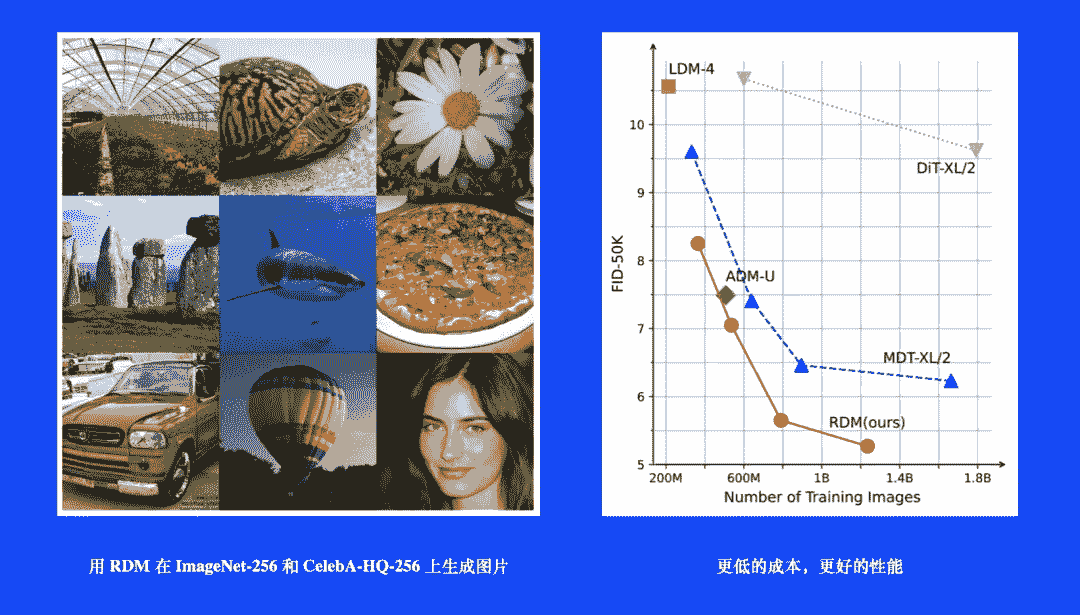 LDM-4
10
DiT-XL/2
9
FID-50K
8
ADM-U
7
MDT-XL/2
6
RDM(ours)
5
200M 600M 1B 1.4B 1.8B
Number of Training Images
用 RDM 在 ImageNet-256 和 CelebA-HQ-256 上生成图片
更低的成本，更好的性能